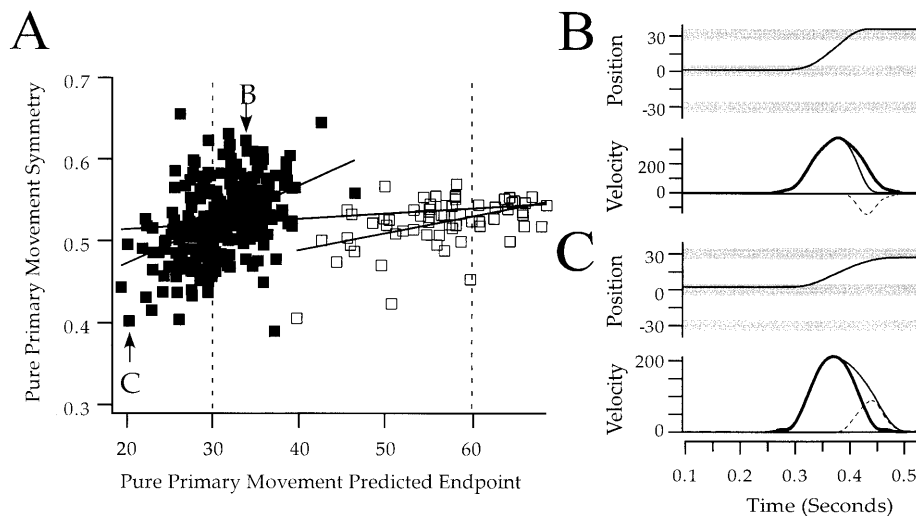 A
0.7
0.6
0.5
0.4
0.3
Pure Primary Movement Symmetry
B
C
20
30
40
50
60
Pure Primary Movement Predicted Endpoint
B
30
0
-30
Position
200
0
Velocity
C
30
0
-30
Position
200
0
Velocity
0.1
0.2
0.3
0.4
0.5
Time (Seconds)